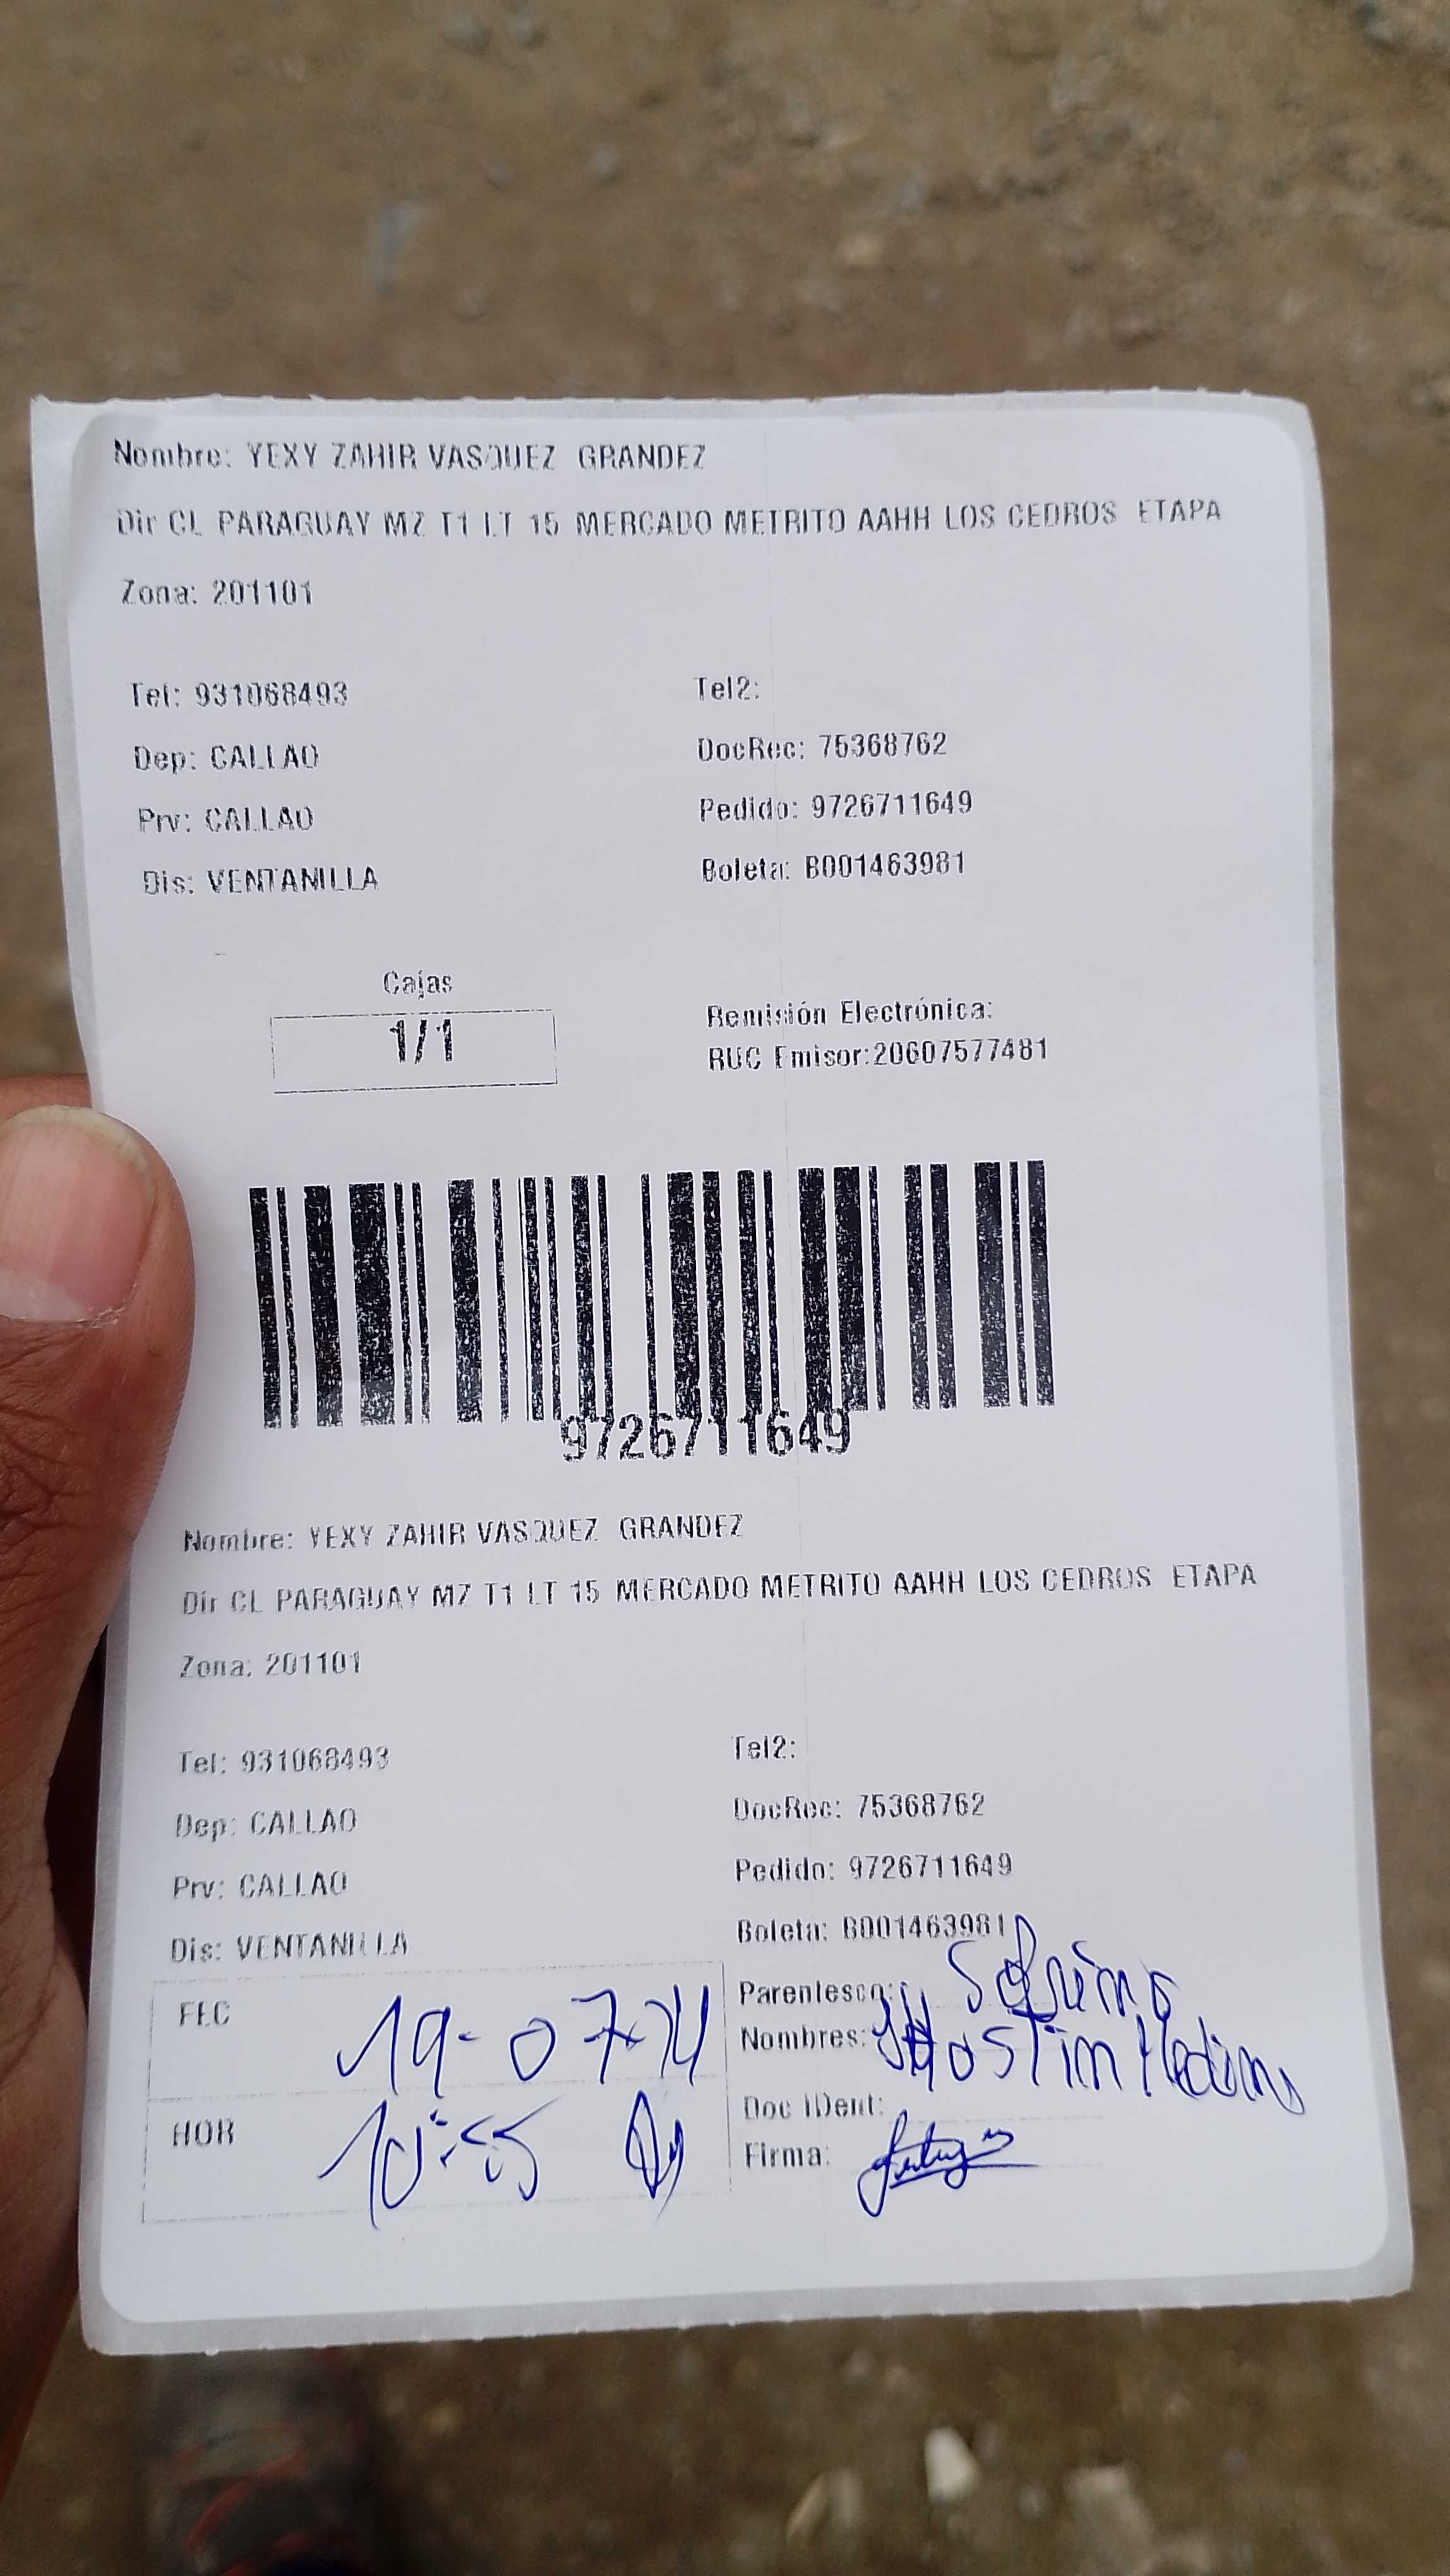 Nombre: YEXY ZAHIR VASQUEZ GRANDEZ
Dir CL PARAGUAY MZ T1 LT 15 MERCADO METRITO AAHH LOS CEDROS ETAPA
Zona: 201101
Tel: 931068493 Tel2:
Dep: CALLAO DocRec: 75368762
Prv: CALLAO Pedido: 9726711649
Dis: VENTANILLA Boleta: B001463981
Cajas
1/1
Remisión Electrónica:
RUC Emisor:20607577481
9726711649
Nombre: YEXY ZAHIR VASQUEZ GRANDEZ
Dir CL PARAGUAY MZ T1 LT 15 MERCADO METRITO AAHH LOS CEDROS ETAPA
Zona: 201101
Tel: 931068493 Tel2:
Dep: CALLAO DocRec: 75368762
Prv: CALLAO Pedido: 9726711649
Dis: VENTANILLA Boleta: B001463981
FEC 19-07-24
HOR 10:55
Parentesco: Sobrino
Nombres:
Doc IDent:
Firma: